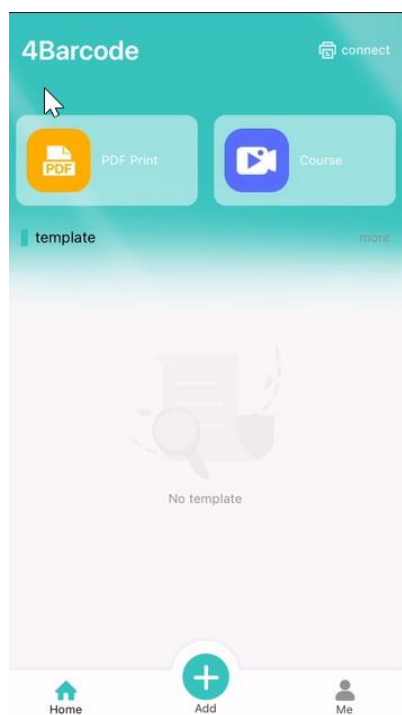 4Barcode
connect
PDF
PDF Print
Course
template
more
No template
Home
Add
Me